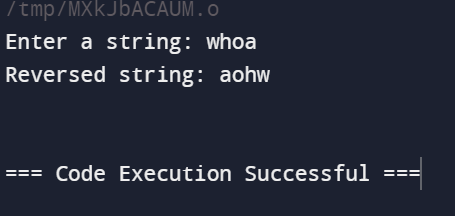 /tmp/MXkJbACAUM.o
Enter a string: whoa
Reversed string: aohw
=== Code Execution Successful ===